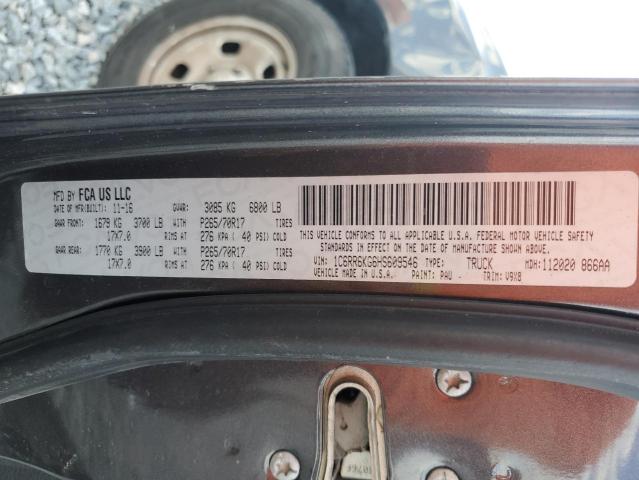 MFD BY FCA US LLC
DATE OF MFR(BUILT): 11-16 GVWR: 3085 KG 6800 LB
GAWR FRONT: 1679 KG 3700 LB WITH P265/70R17 TIRES
17X7.0 RIMS AT 276 KPA ( 40 PSI) COLD
GAWR REAR: 1770 KG 3900 LB WITH P265/70R17 TIRES
17X7.0 RIMS AT 276 KPA ( 40 PSI) COLD
THIS VEHICLE CONFORMS TO ALL APPLICABLE U.S.A. FEDERAL MOTOR VEHICLE SAFETY
STANDARDS IN EFFECT ON THE DATE OF MANUFACTURE SHOWN ABOVE.
VIN: 1C6RR6KG6HS609546 TYPE: TRUCK MDH: 112020 866AA
VEHICLE MADE IN U.S.A. PAINT: PAU TRIM: V9X8